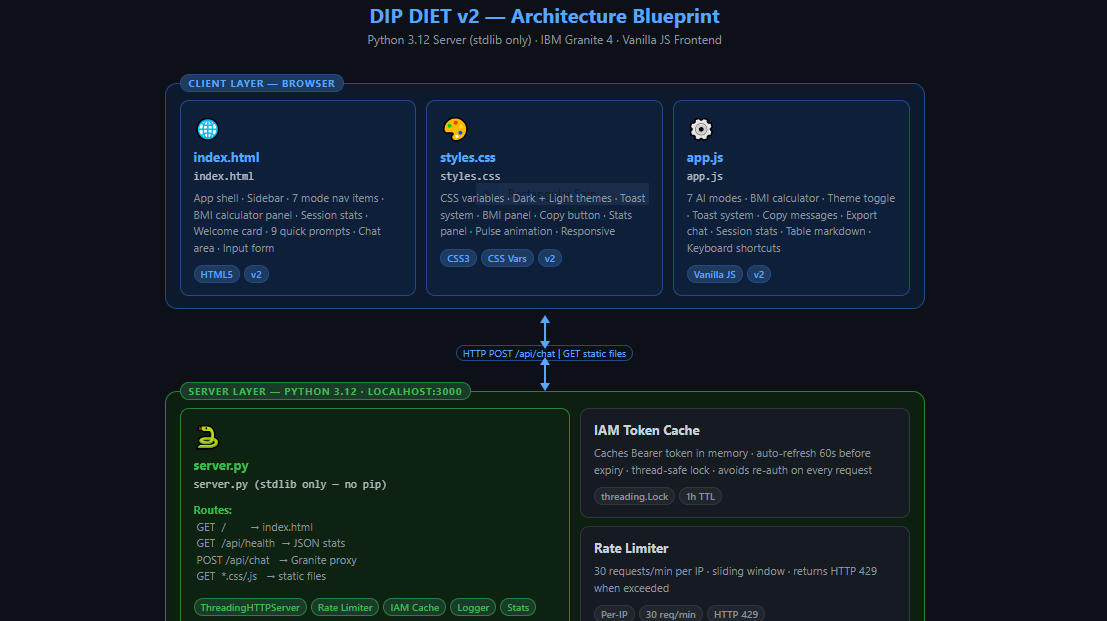 DIP DIET v2 — Architecture Blueprint
Python 3.12 Server (stdlib only) · IBM Granite 4 · Vanilla JS Frontend
CLIENT LAYER — BROWSER
index.html
index.html
App shell · Sidebar · 7 mode nav items ·
BMI calculator panel · Session stats ·
Welcome card · 9 quick prompts · Chat
area · Input form
HTML5 v2
styles.css
styles.css
CSS variables · Dark + Light themes · Toast
system · BMI panel · Copy button · Stats
panel · Pulse animation · Responsive
CSS3 CSS Vars v2
app.js
app.js
7 AI modes · BMI calculator · Theme toggle
· Toast system · Copy messages · Export
chat · Session stats · Table markdown ·
Keyboard shortcuts
Vanilla JS v2
HTTP POST /api/chat | GET static files
SERVER LAYER — PYTHON 3.12 · LOCALHOST:3000
server.py
server.py (stdlib only — no pip)
Routes:
GET / → index.html
GET /api/health → JSON stats
POST /api/chat → Granite proxy
GET *.css/.js → static files
ThreadingHTTPServer Rate Limiter IAM Cache Logger Stats
IAM Token Cache
Caches Bearer token in memory · auto-refresh 60s before
expiry · thread-safe lock · avoids re-auth on every request
threading.Lock 1h TTL
Rate Limiter
30 requests/min per IP · sliding window · returns HTTP 429
when exceeded
Per-IP 30 req/min HTTP 429